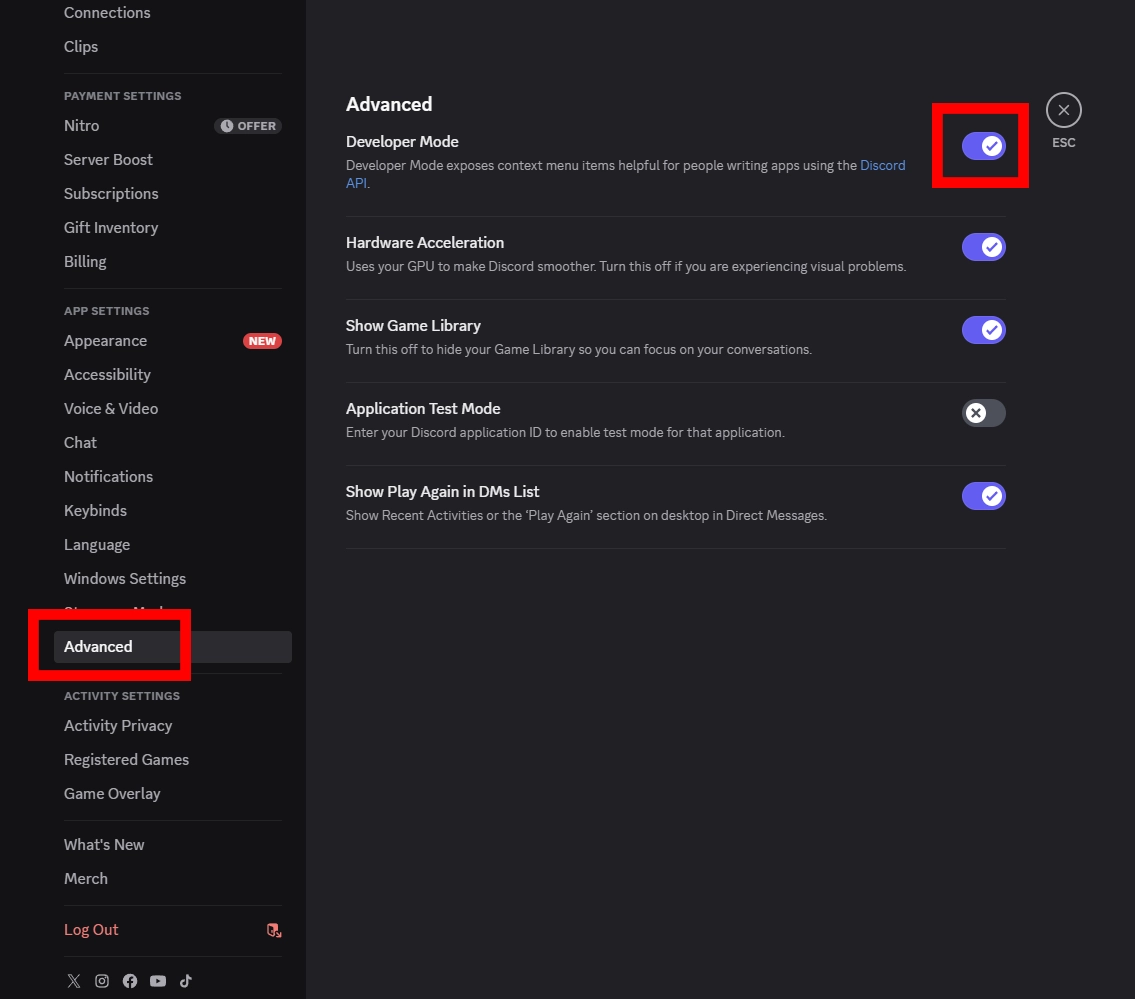 Connections
Clips
PAYMENT SETTINGS
Nitro
OFFER
Server Boost
Subscriptions
Gift Inventory
Billing
APP SETTINGS
Appearance
NEW
Accessibility
Voice & Video
Chat
Notifications
Keybinds
Language
Windows Settings
Advanced
ACTIVITY SETTINGS
Activity Privacy
Registered Games
Game Overlay
What's New
Merch
Log Out
Advanced
Developer Mode
Developer Mode exposes context menu items helpful for people writing apps using the Discord
API.
Hardware Acceleration
Uses your GPU to make Discord smoother. Turn this off if you are experiencing visual problems.
Show Game Library
Turn this off to hide your Game Library so you can focus on your conversations.
Application Test Mode
Enter your Discord application ID to enable test mode for that application.
Show Play Again in DMs List
Show Recent Activities or the ‘Play Again’ section on desktop in Direct Messages.
ESC